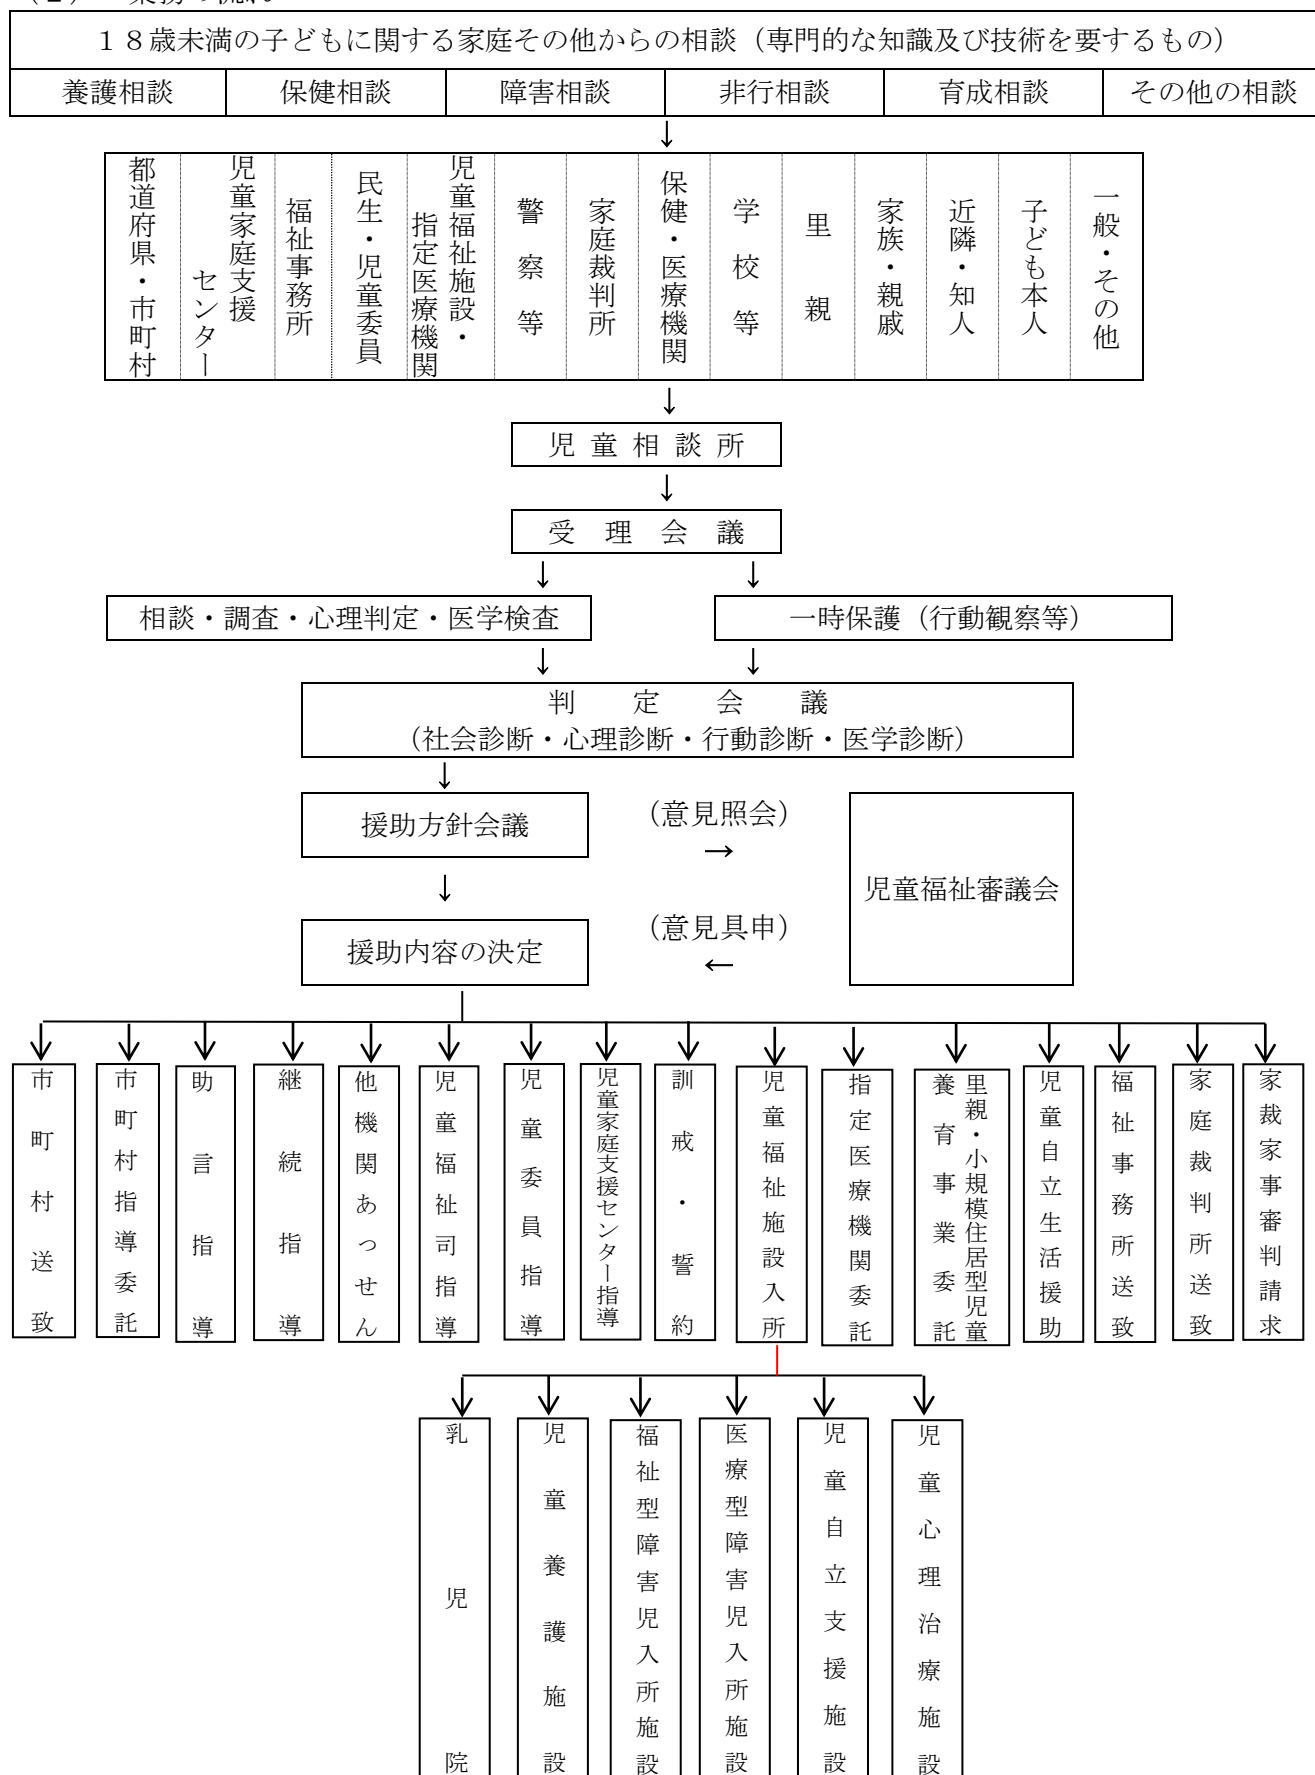 １８歳未満の子どもに関する家庭その他からの相談（専門的な知識及び技術を要するもの）
養護相談
保健相談
障害相談
非行相談
育成相談
その他の相談
↓
都道府県・市町村
児童家庭支援
センター
福祉事務所
民生・児童委員
児童福祉施設・
指定医療機関
警察等
家庭裁判所
保健・医療機関
学校等
里親
家族・親戚
近隣・知人
子ども本人
一般・その他
↓
児童相談所
↓
受理会議
↓ ↓
相談・調査・心理判定・医学検査
一時保護（行動観察等）
↓ ↓
判定会議
（社会診断・心理診断・行動診断・医学診断）
↓
援助方針会議
（意見照会）
→
児童福祉審議会
↓
（意見具申）
←
援助内容の決定
市町村送致
市町村指導委託
助言指導
継続指導
他機関あっせん
児童福祉司指導
児童委員指導
児童家庭支援センター指導
訓戒・誓約
児童福祉施設入所
指定医療機関委託
里親・小規模住居型児童
養育事業委託
児童自立生活援助
福祉事務所送致
家庭裁判所送致
家裁家事審判請求
乳児院
児童養護施設
福祉型障害児入所施設
医療型障害児入所施設
児童自立支援施設
児童心理治療施設